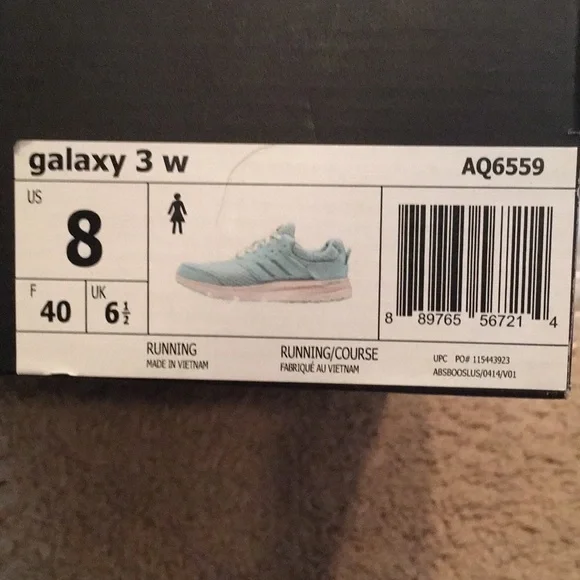 galaxy 3 w AQ6559
US
8
F
40
UK
6½
8 89765 56721 4
RUNNING
MADE IN VIETNAM
RUNNING/COURSE
FABRIQUÉ AU VIETNAM
UPC PO# 115443923
ABSBOOSLUS/0414/V01